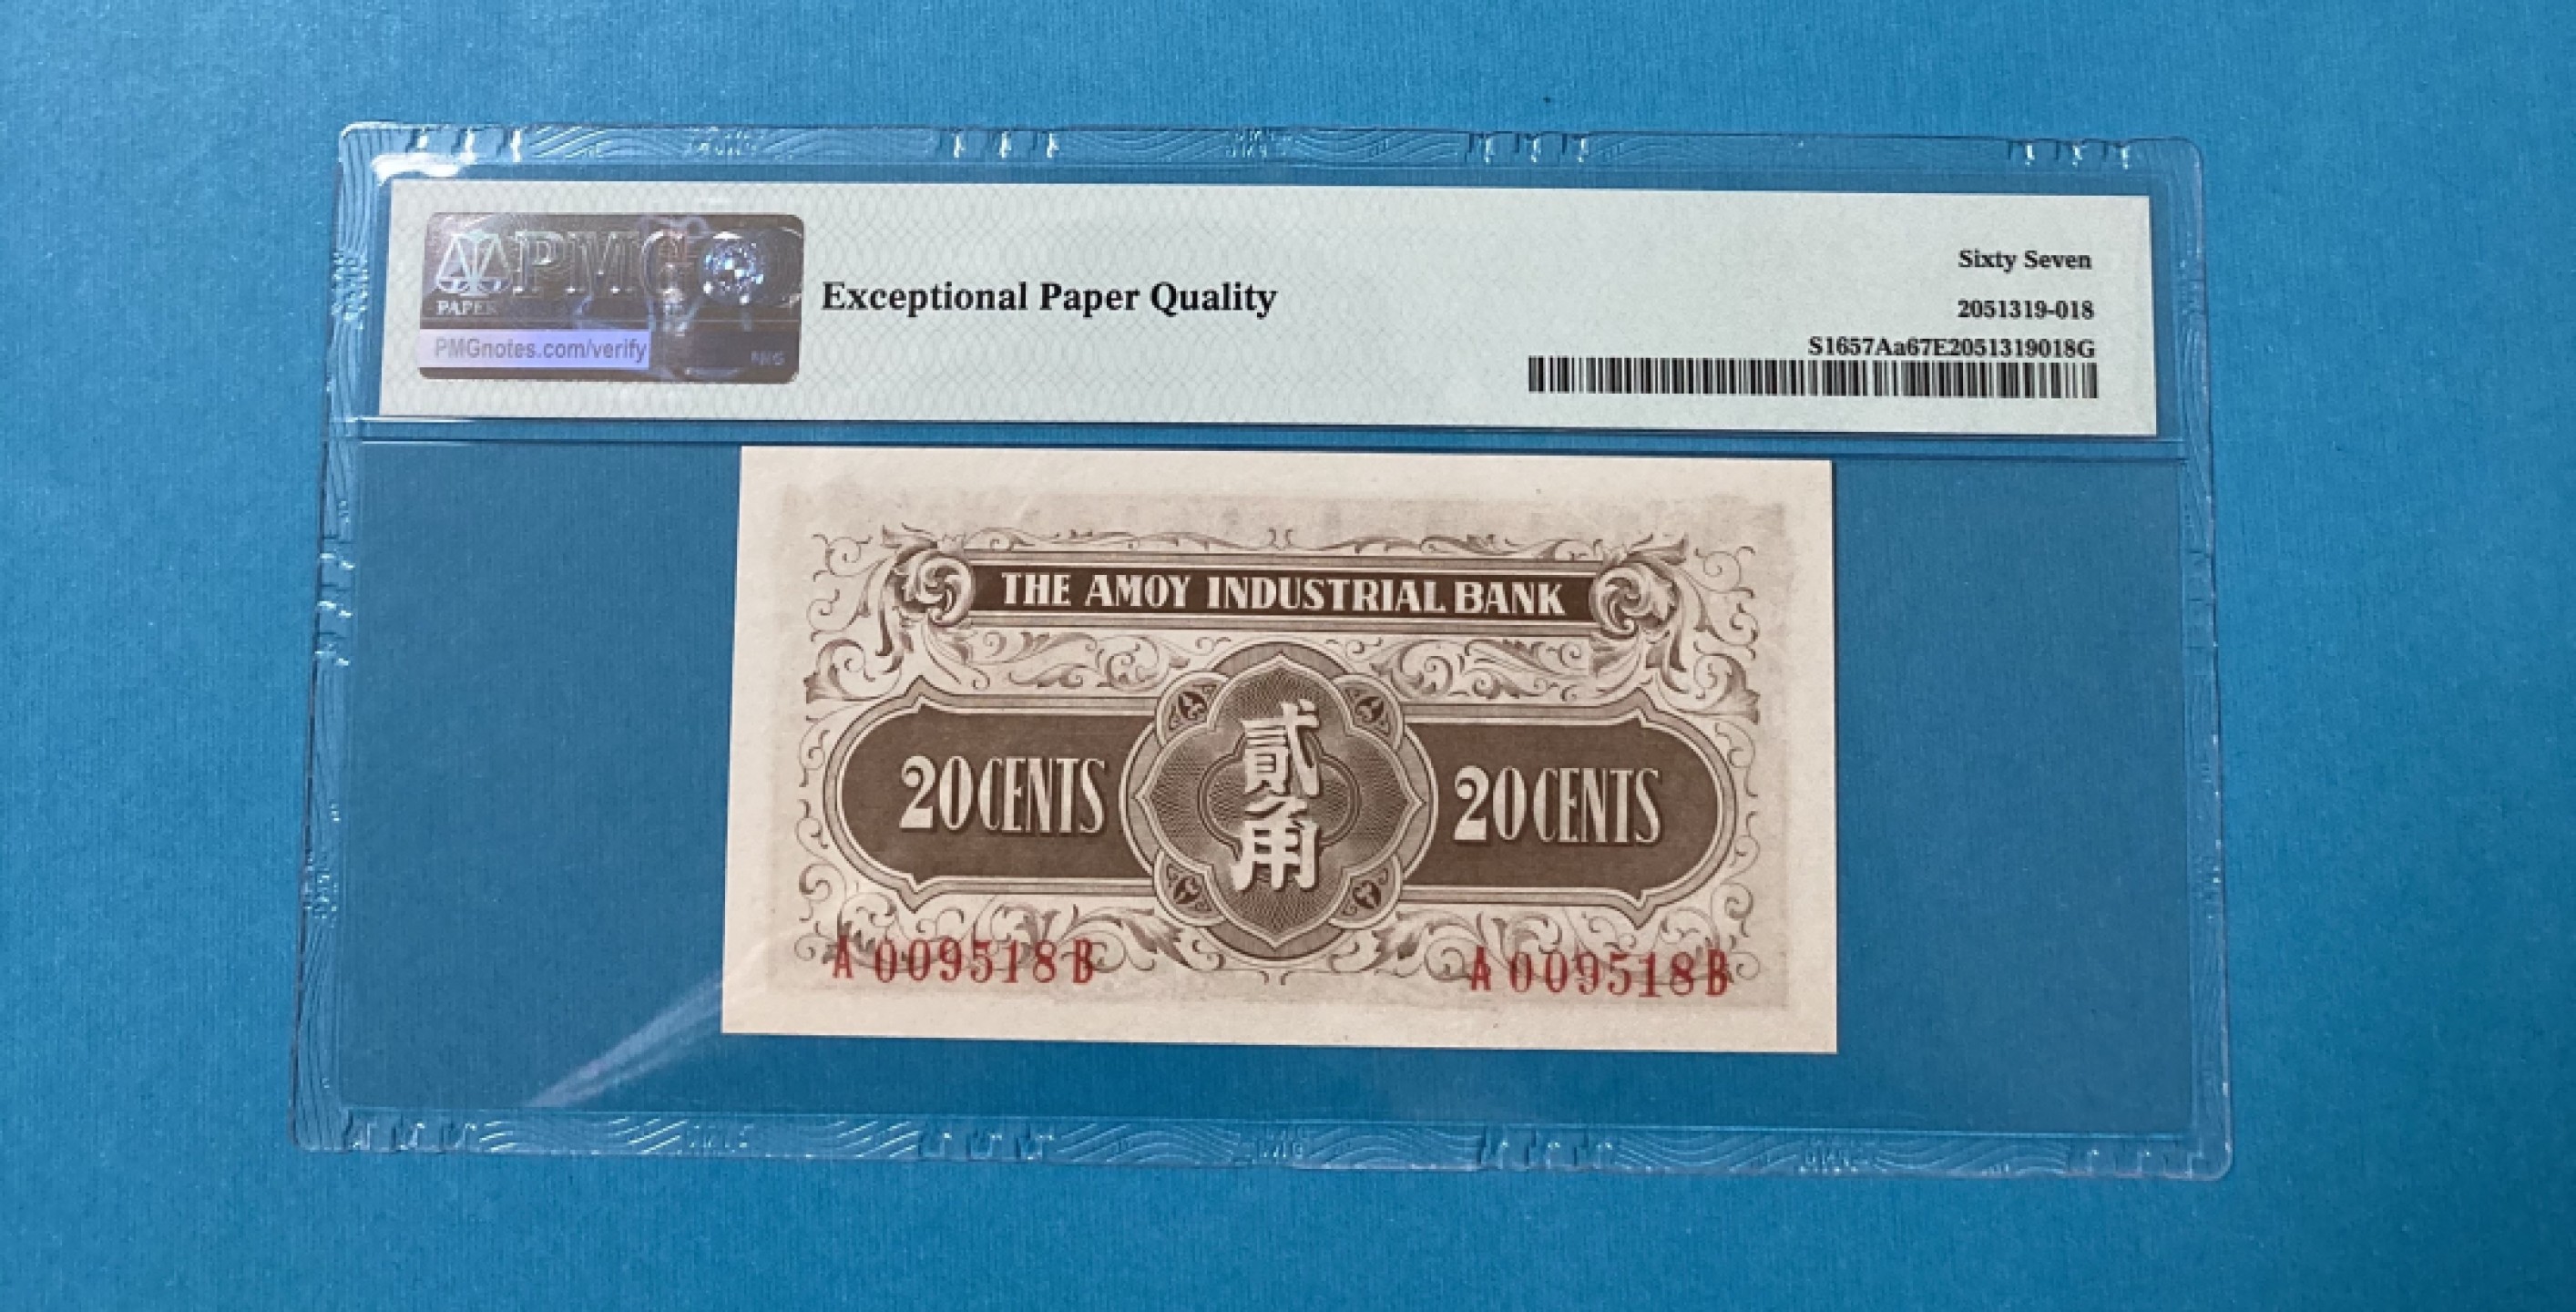 PMG
PAPER
PMGnotes.com/verify
Exceptional Paper Quality
Sixty Seven
2051319-018
S1657Aa67E2051319018G
THE AMOY INDUSTRIAL BANK
20 CENTS
貳角
20 CENTS
A 009518 B
A 009518 B